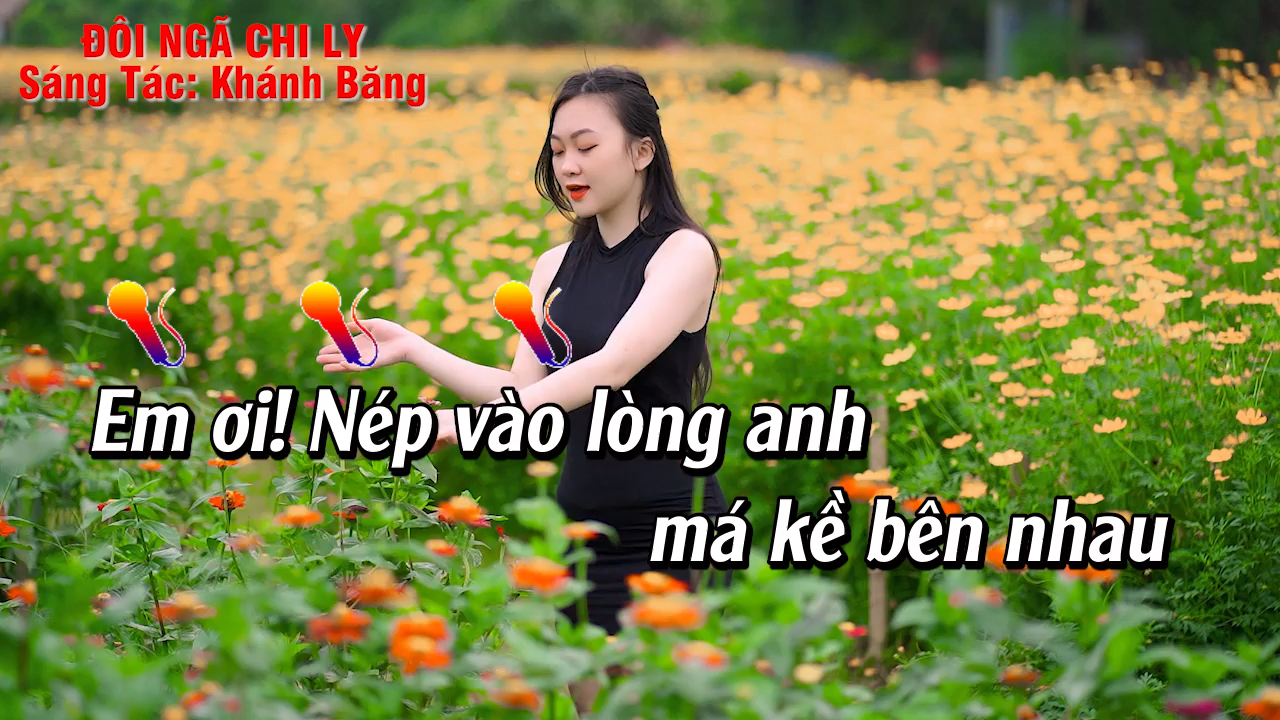 ĐÔI NGÃ CHI LY
Sáng Tác: Khánh Băng
Em ơi! Nép vào lòng anh
má kề bên nhau